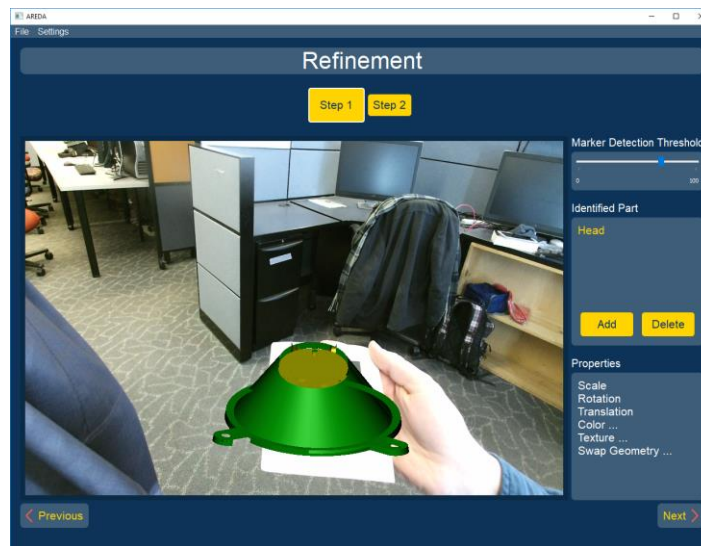 AREDA
File Settings
Refinement
Step 1 Step 2
Marker Detection Threshold
0 100
Identified Part
Head
Add Delete
Properties
Scale
Rotation
Translation
Color ...
Texture ...
Swap Geometry ...
Previous
Next